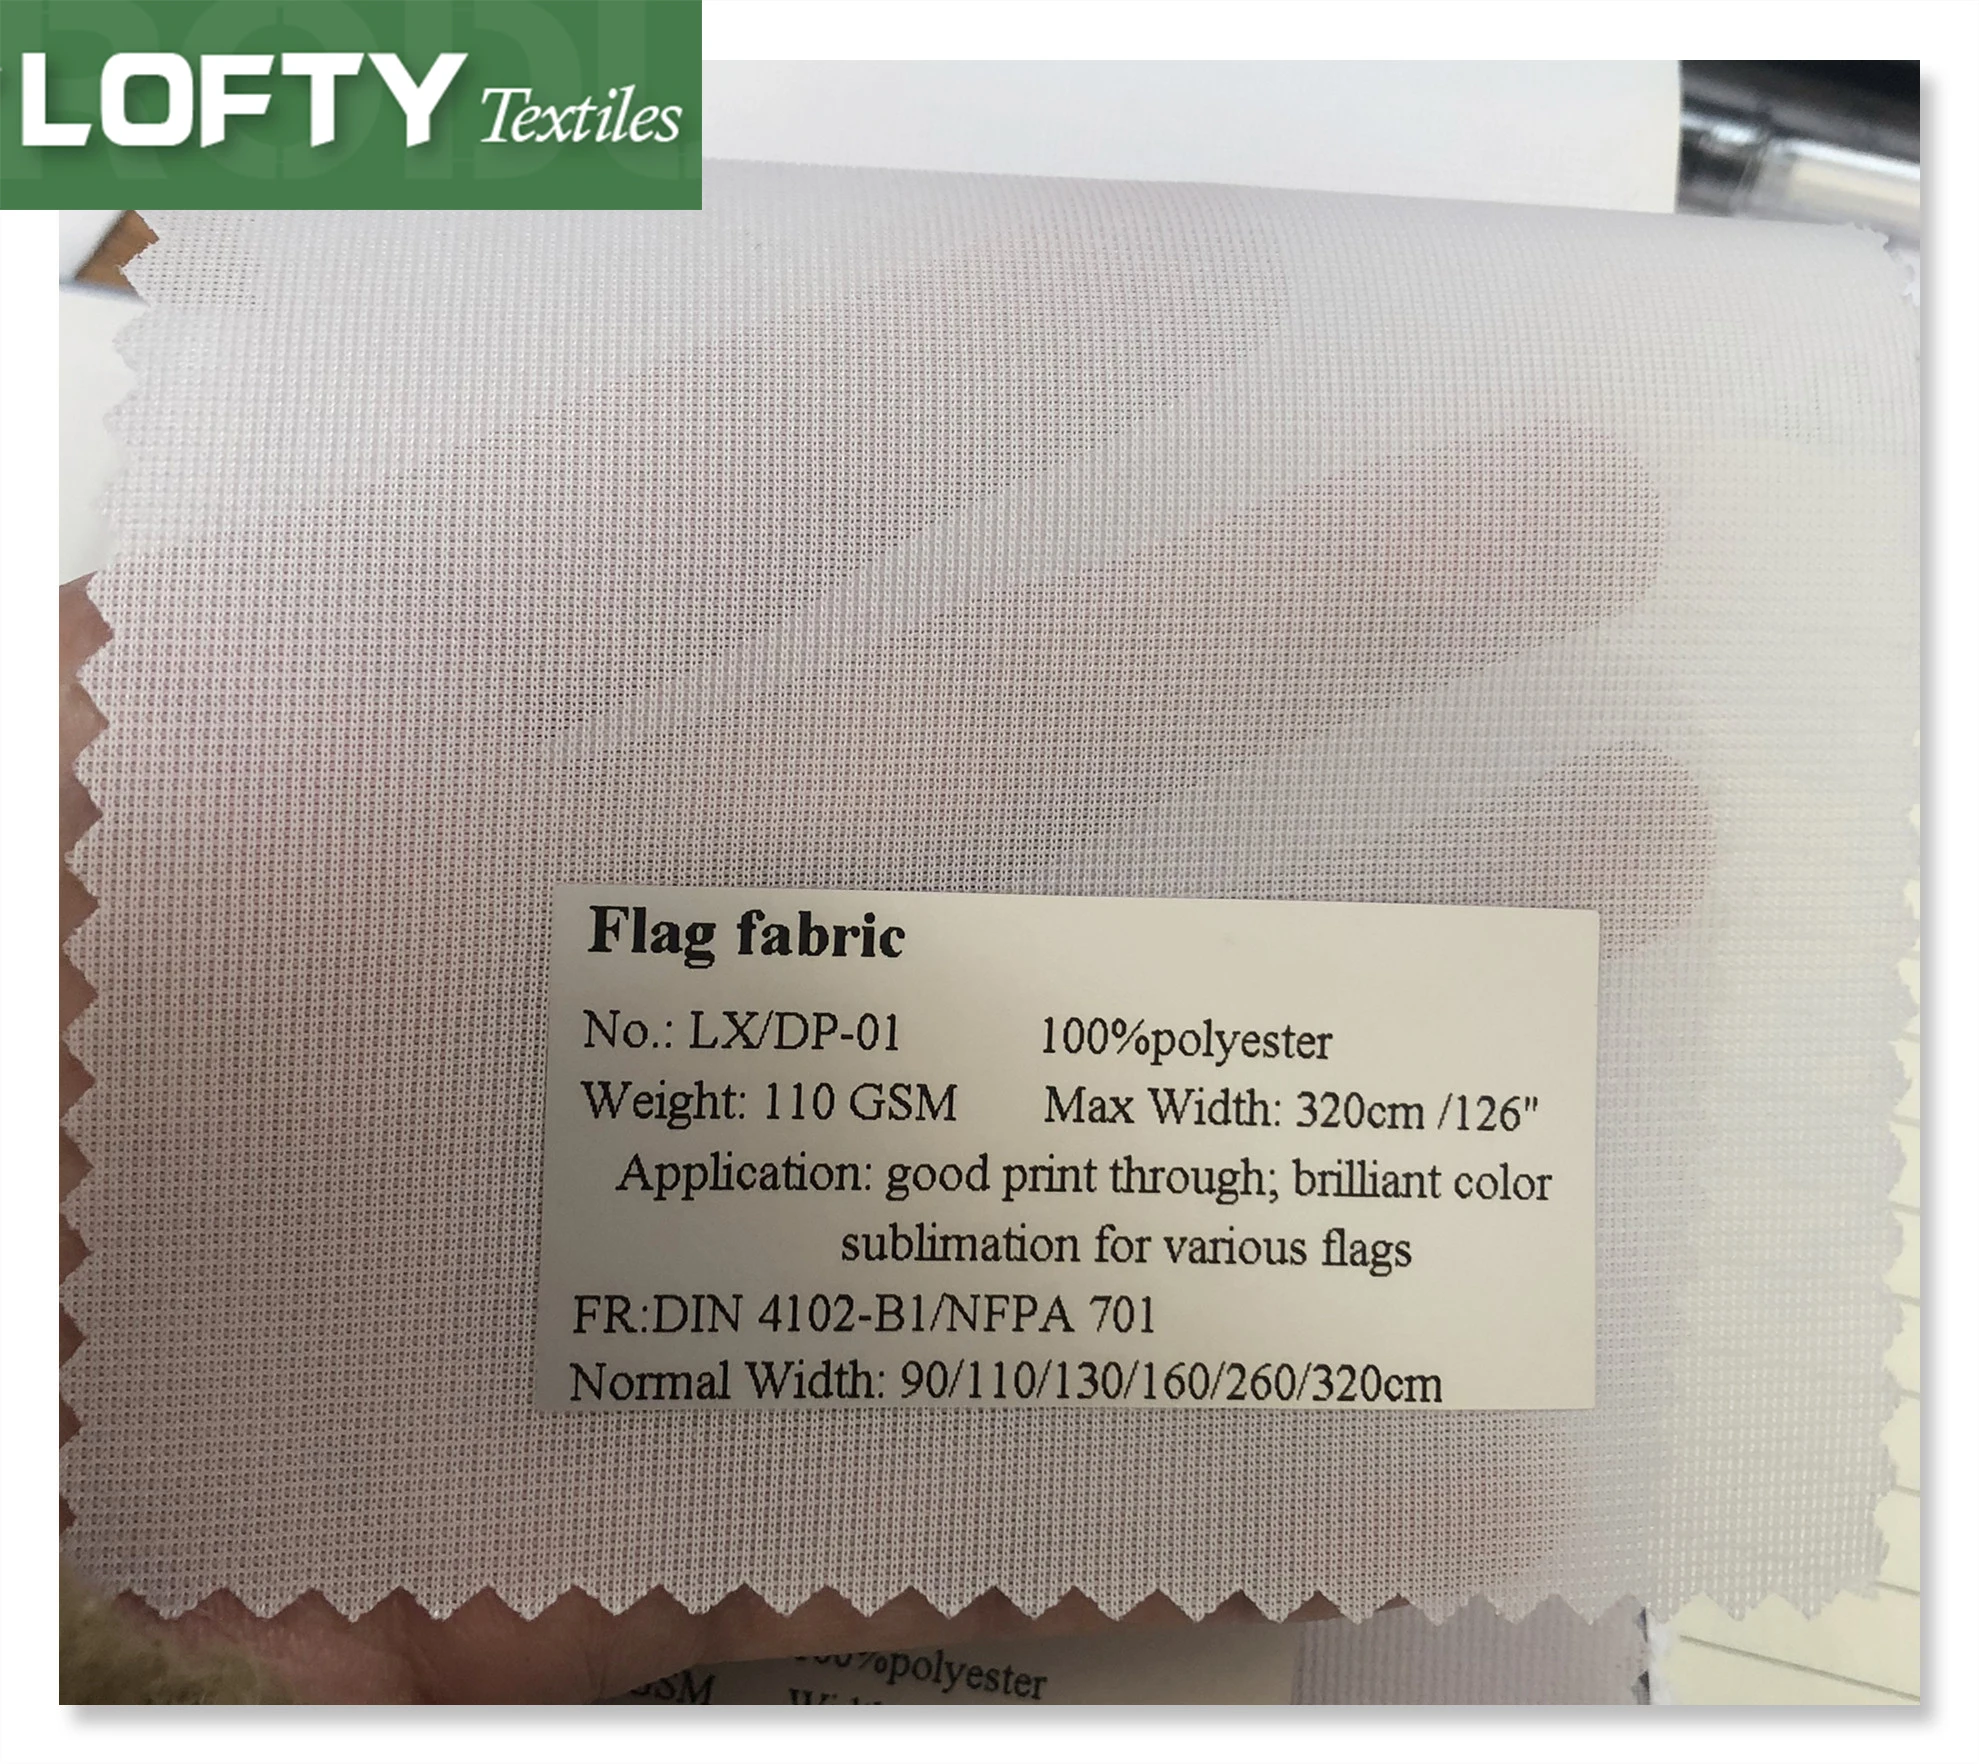 LOFTY Textiles
Flag fabric
No.: LX/DP-01 100%polyester
Weight: 110 GSM Max Width: 320cm /126"
Application: good print through; brilliant color
sublimation for various flags
FR:DIN 4102-B1/NFPA 701
Normal Width: 90/110/130/160/260/320cm
%polyester